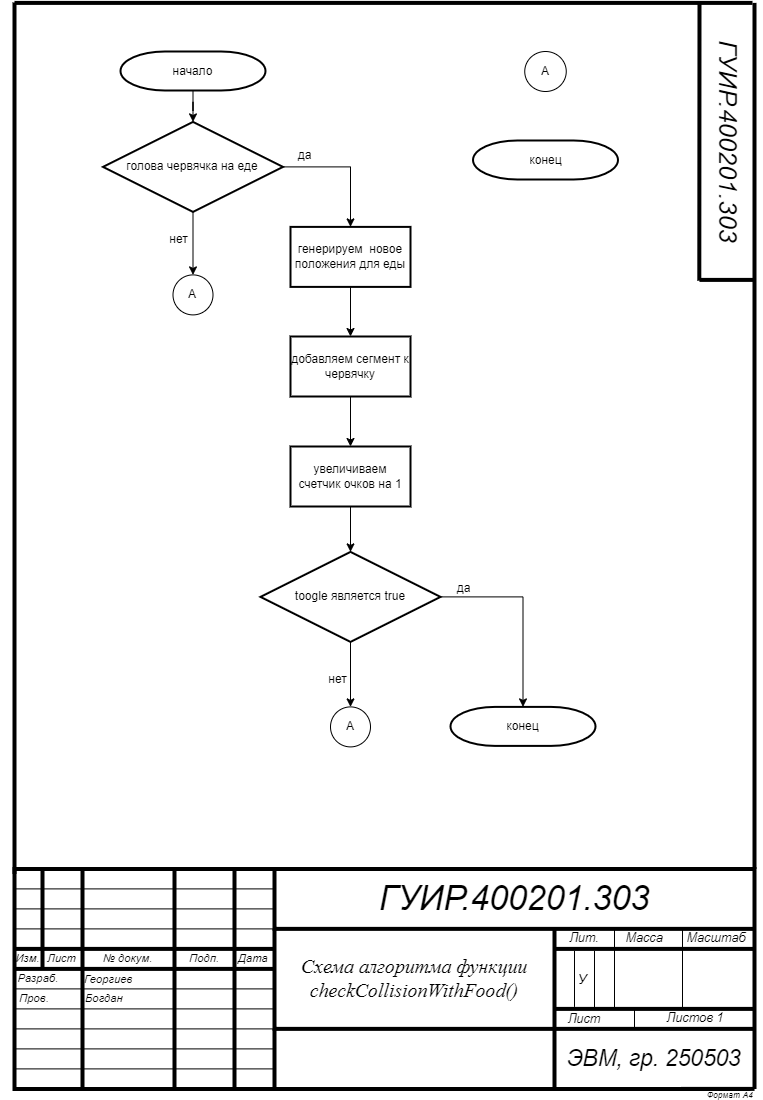 начало
А
ГУИР.400201.303
голова червячка на еде
да
конец
нет
А
генерируем новое
положения для еды
добавляем сегмент к
червячку
увеличиваем
счетчик очков на 1
toogle является true
да
нет
А
конец
ГУИР.400201.303
Лит.
Масса
Масштаб
Изм.
Лист
№ докум.
Подп.
Дата
Схема алгоритма функции
checkCollisionWithFood()
У
Разраб.
Георгиев
Пров.
Богдан
Лист
Листов 1
ЭВМ, гр. 250503
Формат А4